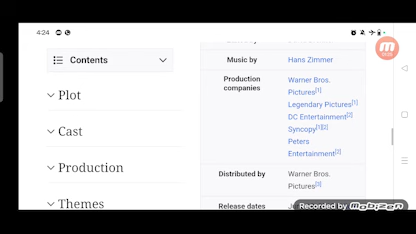 4:24
Contents
Plot
Cast
Production
Themes
Music by Hans Zimmer
Production companies
Warner Bros.
Pictures[1]
Legendary Pictures[1]
DC Entertainment[2]
Syncopy[1][2]
Peters
Entertainment[2]
Distributed by Warner Bros.
Pictures[3]
Release dates
Recorded by Mobizen